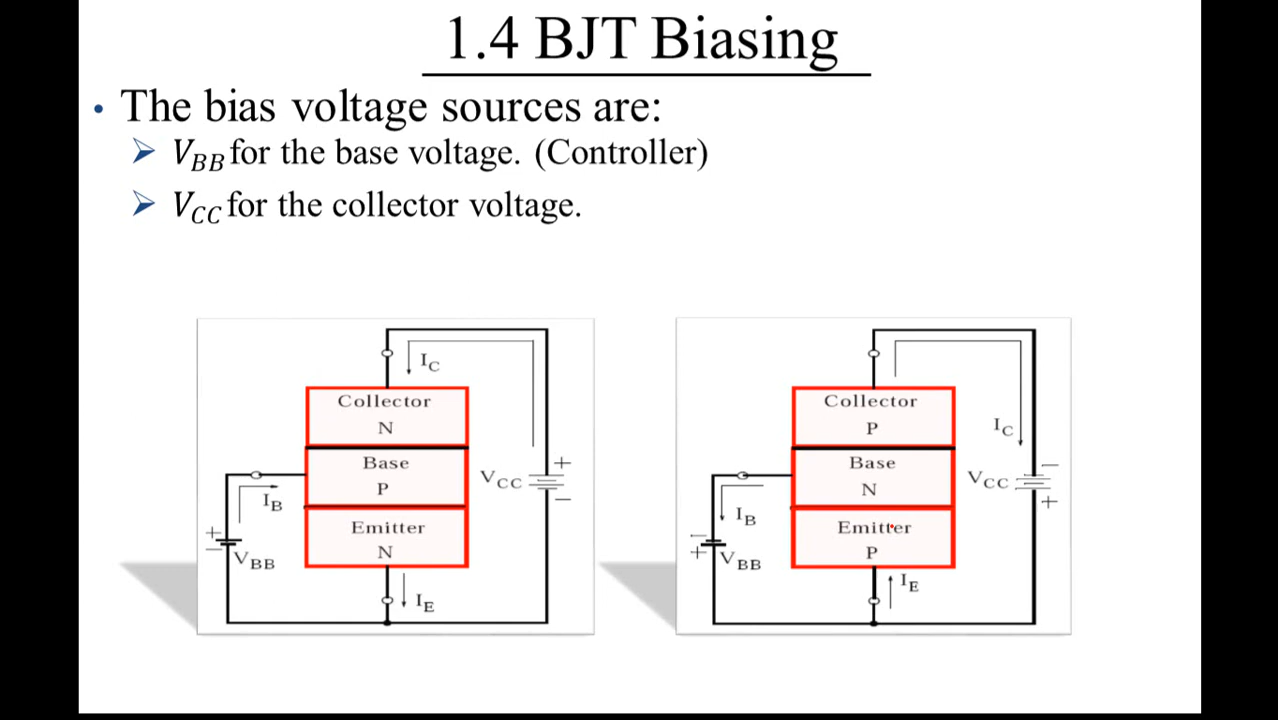 1.4 BJT Biasing
• The bias voltage sources are:
➢ V_BB for the base voltage. (Controller)
➢ V_CC for the collector voltage.
I_C
Collector
N
Base
P
Emitter
N
I_B
+
−
V_BB
V_CC
+
−
I_E
Collector
P
Base
N
Emitter
P
I_C
I_B
−
+
V_BB
V_CC
−
+
I_E